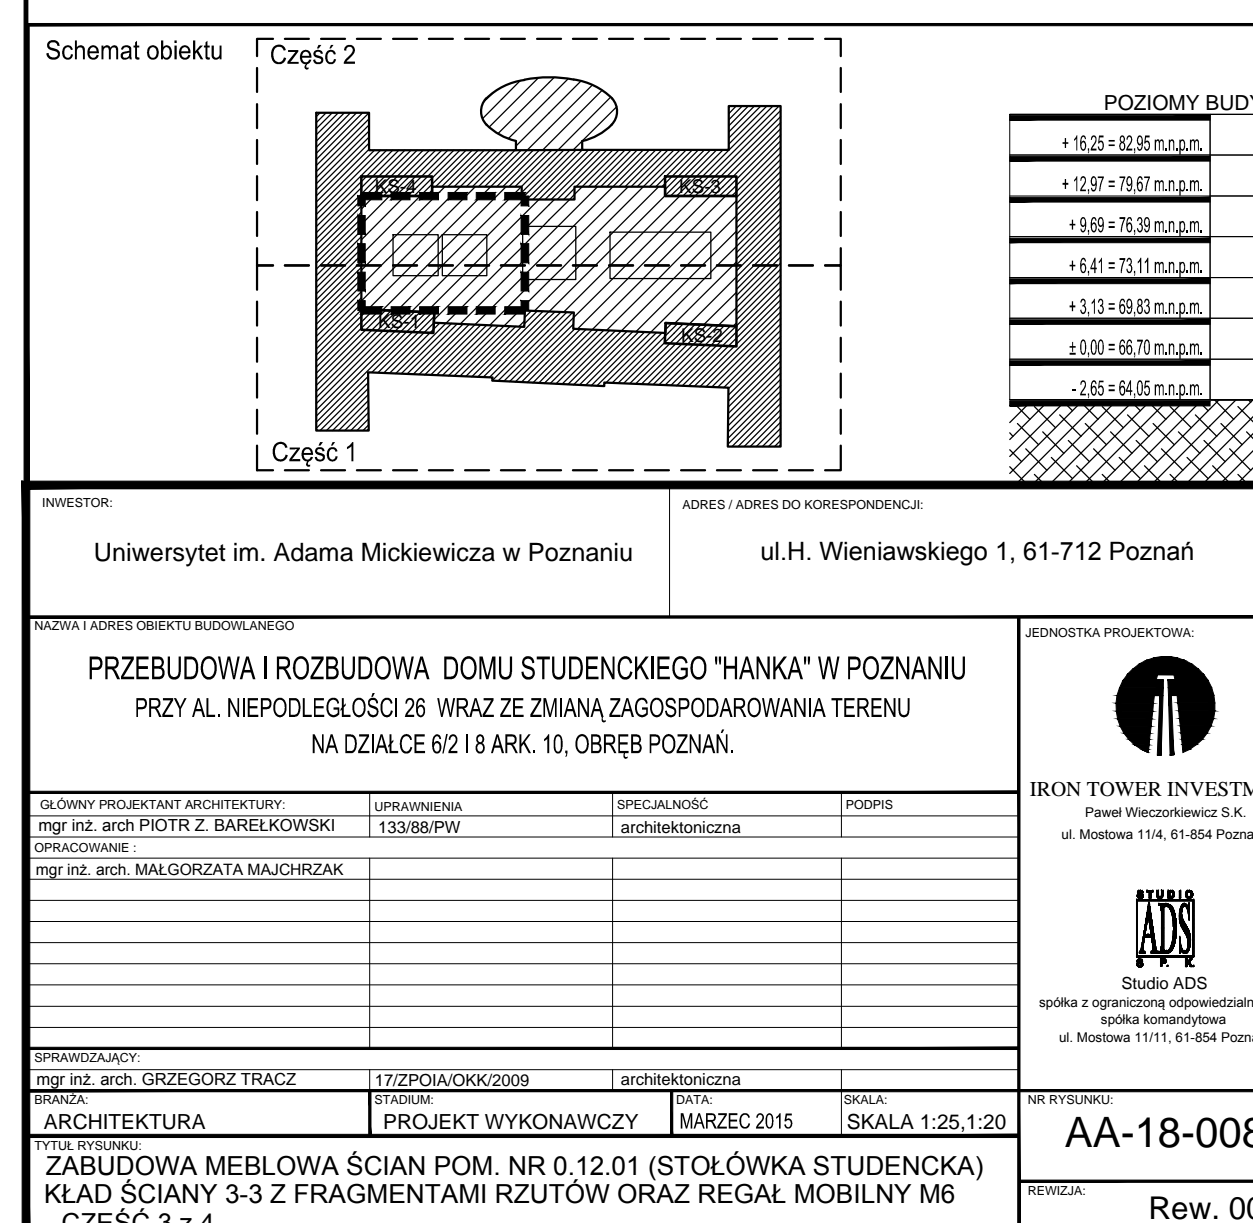 Schemat obiektu
Część 2
KS-4
KS-3
KS-1
KS-2
Część 1
POZIOMY
+ 16,25 = 82,95 m.n.p.m.
+ 12,97 = 79,67 m.n.p.m.
+ 9,69 = 76,39 m.n.p.m.
+ 6,41 = 73,11 m.n.p.m.
+ 3,13 = 69,83 m.n.p.m.
± 0,00 = 66,70 m.n.p.m.
- 2,65 = 64,05 m.n.p.m.
INWESTOR:
Uniwersytet im. Adama Mickiewicza w Poznaniu
ADRES / ADRES DO KORESPONDENCJI:
ul.H. Wieniawskiego 1, 61-712 Poznań
NAZWA I ADRES OBIEKTU BUDOWLANEGO
PRZEBUDOWA I ROZBUDOWA DOMU STUDENCKIEGO "HANKA" W POZNANIU
PRZY AL. NIEPODLEGŁOŚCI 26 WRAZ ZE ZMIANĄ ZAGOSPODAROWANIA TERENU
NA DZIAŁCE 6/2 I 8 ARK. 10, OBRĘB POZNAŃ.
JEDNOSTKA PROJEKTOWA:
IRON TOWER
Paweł Wieczorkiewicz S.K.
ul. Mostowa 11/4, 61-854
STUDIO
ADS
S P. K.
Studio ADS
spółka z ograniczoną
spółka komandytowa
ul. Mostowa 11/11, 61-854
GŁÓWNY PROJEKTANT ARCHITEKTURY: UPRAWNIENIA SPECJALNOŚĆ PODPIS
mgr inż. arch PIOTR Z. BAREŁKOWSKI 133/88/PW architektoniczna
OPRACOWANIE :
mgr inż. arch. MAŁGORZATA MAJCHRZAK
SPRAWDZAJĄCY:
mgr inż. arch. GRZEGORZ TRACZ 17/ZPOIA/OKK/2009 architektoniczna
BRANŻA: STADIUM: DATA: SKALA:
ARCHITEKTURA PROJEKT WYKONAWCZY MARZEC 2015 SKALA 1:25,1:20
NR RYSUNKU:
AA-18-008
TYTUŁ RYSUNKU:
ZABUDOWA MEBLOWA ŚCIAN POM. NR 0.12.01 (STOŁÓWKA STUDENCKA)
KŁAD ŚCIANY 3-3 Z FRAGMENTAMI RZUTÓW ORAZ REGAŁ MOBILNY M6
CZĘŚĆ 3 z 4
REWIZJA:
Rew. 00